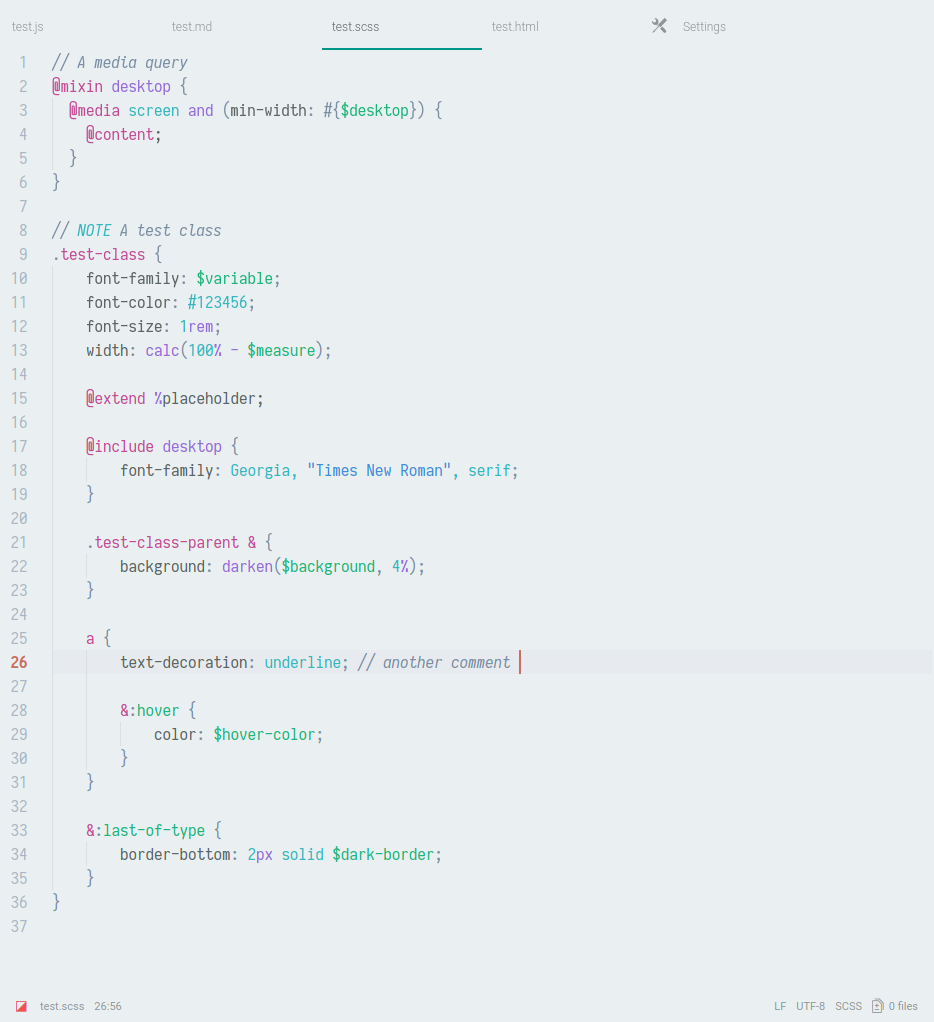 test.js test.md test.scss test.html Settings
1 // A media query
2 @mixin desktop {
3   @media screen and (min-width: #{$desktop}) {
4     @content;
5   }
6 }
7
8 // NOTE A test class
9 .test-class {
10     font-family: $variable;
11     font-color: #123456;
12     font-size: 1rem;
13     width: calc(100% - $measure);
14
15     @extend %placeholder;
16
17     @include desktop {
18         font-family: Georgia, "Times New Roman", serif;
19     }
20
21     .test-class-parent & {
22         background: darken($background, 4%);
23     }
24
25     a {
26         text-decoration: underline; // another comment
27
28         &:hover {
29             color: $hover-color;
30         }
31     }
32
33     &:last-of-type {
34         border-bottom: 2px solid $dark-border;
35     }
36 }
37
test.scss 26:56 LF UTF-8 SCSS 0 files